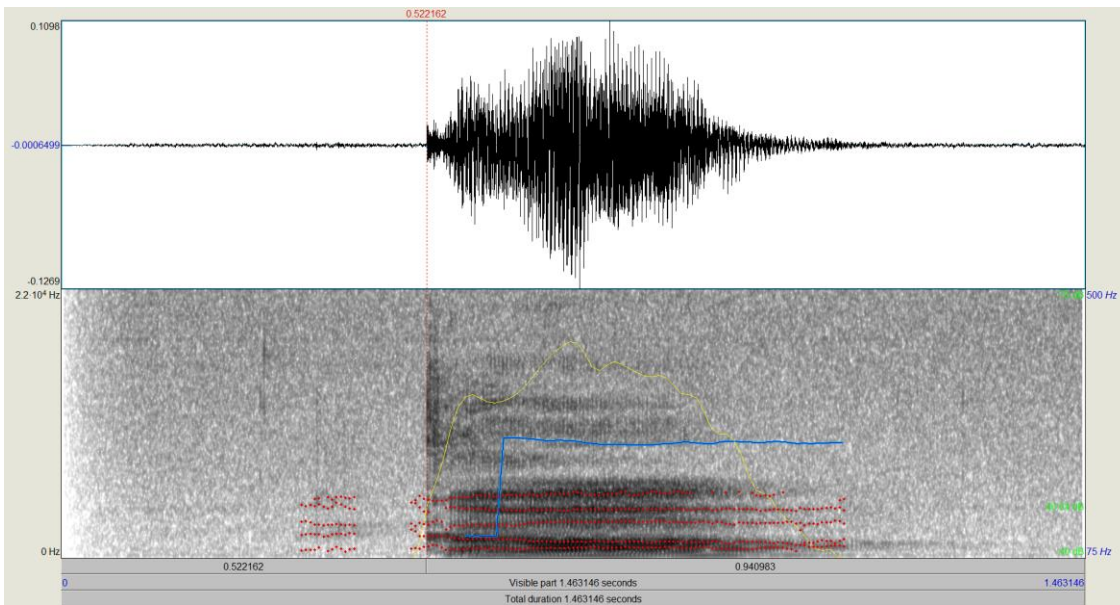 0.522162
0.1098
-0.0006499
-0.1269
2.2·10⁴ Hz
500 Hz
0 Hz
75 Hz
0.522162
0.940983
0
Visible part 1.463146 seconds
1.463146
Total duration 1.463146 seconds